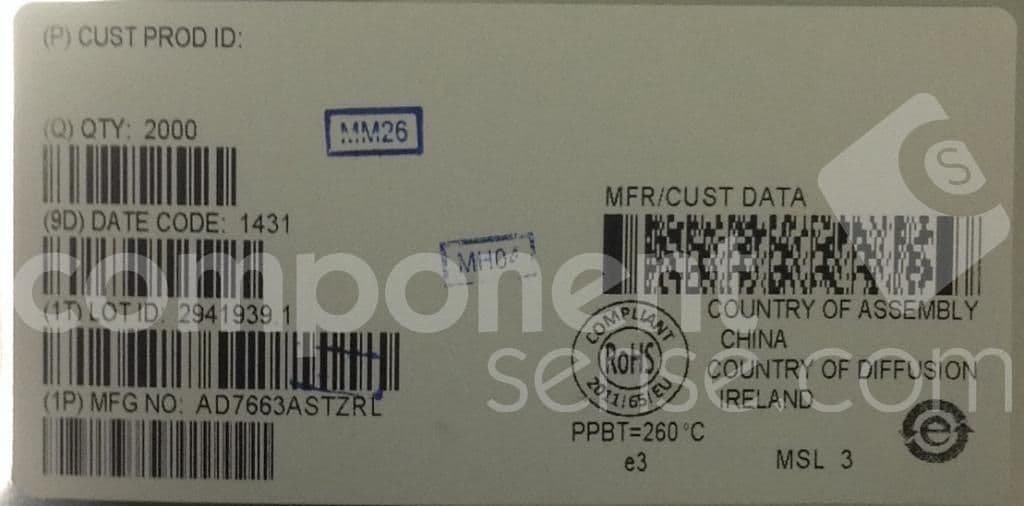 (P) CUST PROD ID:
(Q) QTY: 2000
MM26
(9D) DATE CODE: 1431
MH04
(1T) LOT ID: 2941939.1
(1P) MFG NO: AD7663ASTZRL
MFR/CUST DATA
COMPLIANT
RoHS
2011/65/EU
COUNTRY OF ASSEMBLY
CHINA
COUNTRY OF DIFFUSION
IRELAND
PPBT=260°C
e3
MSL 3
e
component
sense.com
S